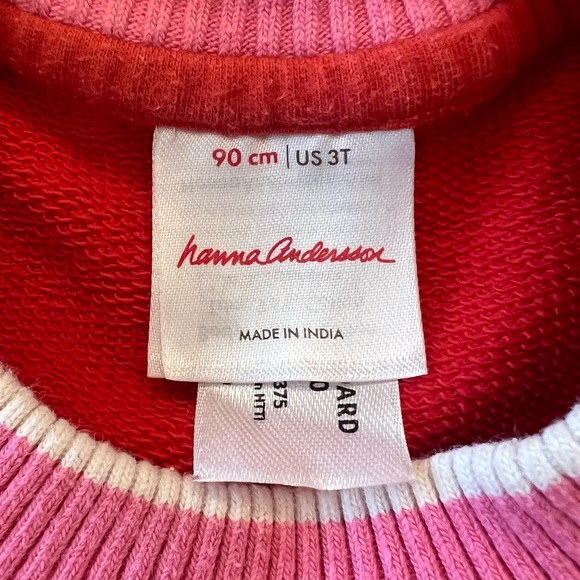 90 cm | US 3T
hanna andersson
MADE IN INDIA
ARD
375